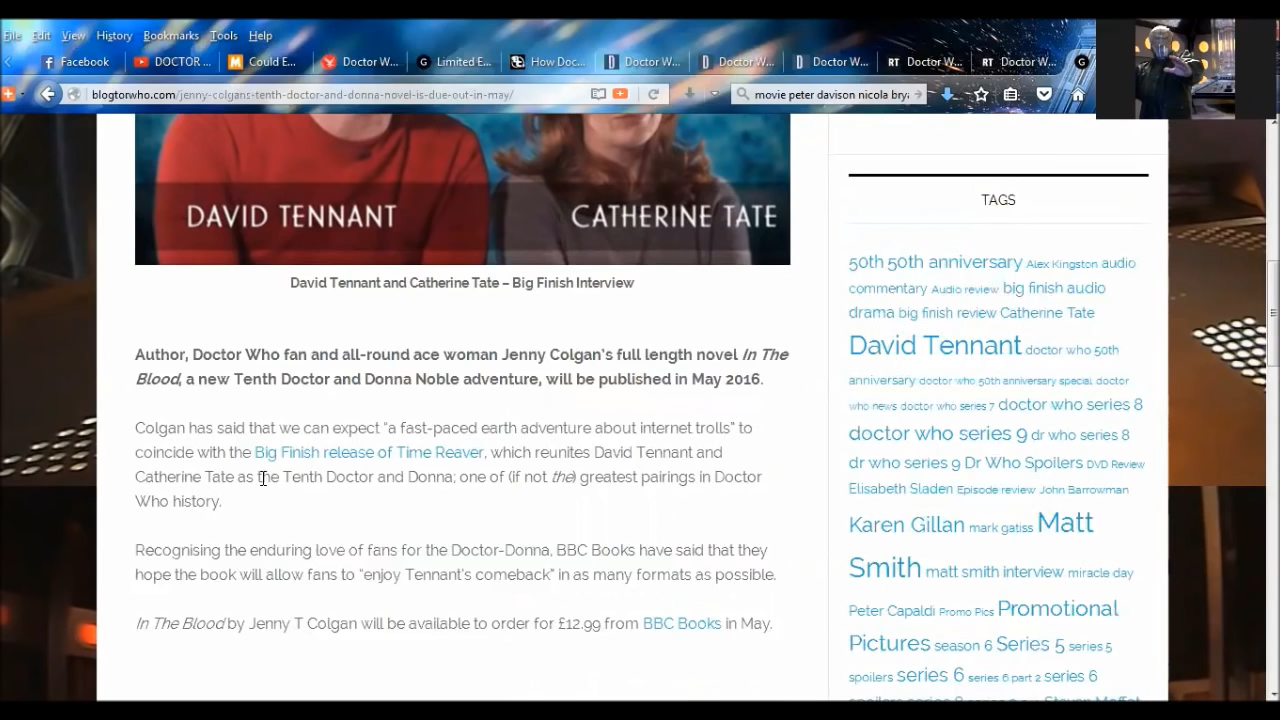 File Edit View History Bookmarks Tools Help
Facebook DOCTOR ... Could E... Doctor W... Limited E... How Doc... Doctor W... Doctor W... Doctor W... Doctor W... Doctor W...
blogtorwho.com/jenny-colgans-tenth-doctor-and-donna-novel-is-due-out-in-may/ movie peter davison nicola bry
DAVID TENNANT CATHERINE TATE
David Tennant and Catherine Tate – Big Finish Interview
Author, Doctor Who fan and all-round ace woman Jenny Colgan's full length novel In The
Blood, a new Tenth Doctor and Donna Noble adventure, will be published in May 2016.
Colgan has said that we can expect “a fast-paced earth adventure about internet trolls” to
coincide with the Big Finish release of Time Reaver, which reunites David Tennant and
Catherine Tate as the Tenth Doctor and Donna; one of (if not the) greatest pairings in Doctor
Who history.
Recognising the enduring love of fans for the Doctor-Donna, BBC Books have said that they
hope the book will allow fans to “enjoy Tennant's comeback” in as many formats as possible.
In The Blood by Jenny T Colgan will be available to order for £12.99 from BBC Books in May.
TAGS
50th 50th anniversary Alex Kingston audio
commentary Audio review big finish audio
drama big finish review Catherine Tate
David Tennant doctor who 50th
anniversary doctor who 50th anniversary special doctor
who news doctor who series 7 doctor who series 8
doctor who series 9 dr who series 8
dr who series 9 Dr Who Spoilers DVD Review
Elisabeth Sladen Episode review John Barrowman
Karen Gillan mark gatiss Matt
Smith matt smith interview miracle day
Peter Capaldi Promo Pics Promotional
Pictures season 6 Series 5 series 5
spoilers series 6 series 6 part 2 series 6
spoilers series 8 Steven Moffat